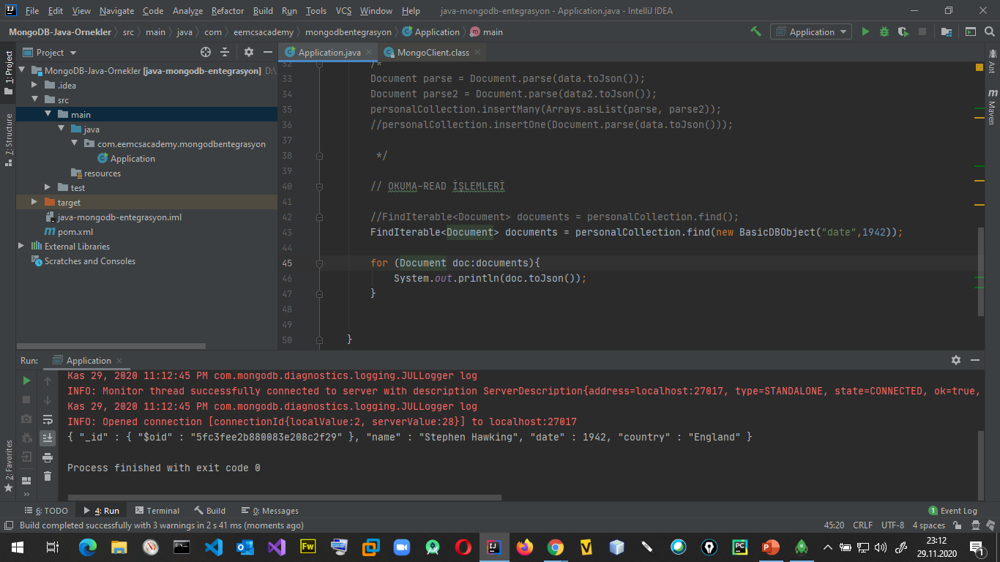 File Edit View Navigate Code Analyze Refactor Build Run Tools VCS Window Help java-mongodb-entegrasyon - Application.java - IntelliJ IDEA
MongoDB-Java-Ornekler src main java com eemcsacademy mongodbentegrasyon Application main Application
Project
Application.java
MongoClient.class
MongoDB-Java-Ornekler [java-mongodb-entegrasyon] D:\
.idea
src
main
java
com.eemcsacademy.mongodbentegrasyon
Application
resources
test
target
java-mongodb-entegrasyon.iml
pom.xml
External Libraries
Scratches and Consoles
1: Project
7: Structure
2: Favorites
Ant
Maven
32 /*
33 Document parse = Document.parse(data.toJson());
34 Document parse2 = Document.parse(data2.toJson());
35 personalCollection.insertMany(Arrays.asList(parse, parse2));
36 //personalCollection.insertOne(Document.parse(data.toJson()));
37
38 */
39
40 // OKUMA-READ İŞLEMLERİ
41
42 //FindIterable<Document> documents = personalCollection.find();
43 FindIterable<Document> documents = personalCollection.find(new BasicDBObject("date",1942));
44
45 for (Document doc:documents){
46 System.out.println(doc.toJson());
47 }
48
49
50 }
Run: Application
Kas 29, 2020 11:12:45 PM com.mongodb.diagnostics.logging.JULLogger log
INFO: Monitor thread successfully connected to server with description ServerDescription{address=localhost:27017, type=STANDALONE, state=CONNECTED, ok=true,
Kas 29, 2020 11:12:45 PM com.mongodb.diagnostics.logging.JULLogger log
INFO: Opened connection [connectionId{localValue:2, serverValue:28}] to localhost:27017
{ "_id" : { "$oid" : "5fc3fee2b880083e208c2f29" }, "name" : "Stephen Hawking", "date" : 1942, "country" : "England" }
Process finished with exit code 0
6: TODO 4: Run Terminal Build 0: Messages 1 Event Log
Build completed successfully with 3 warnings in 2 s 41 ms (moments ago) 45:20 CRLF UTF-8 4 spaces
23:12
29.11.2020